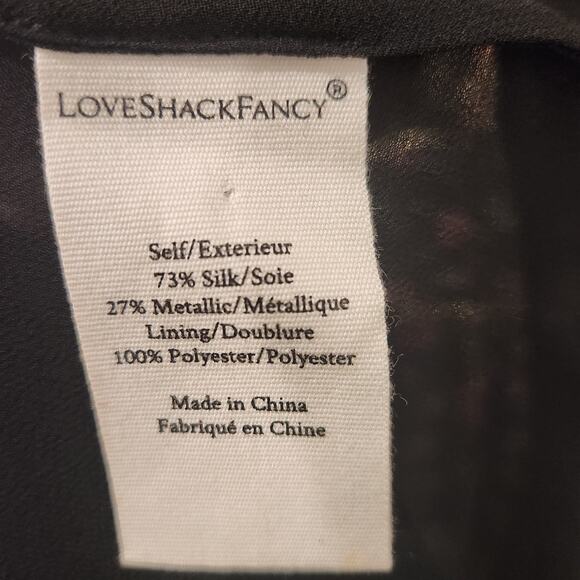 LOVESHACKFANCY®
Self/Exterieur
73% Silk/Soie
27% Metallic/Métallique
Lining/Doublure
100% Polyester/Polyester
Made in China
Fabriqué en Chine